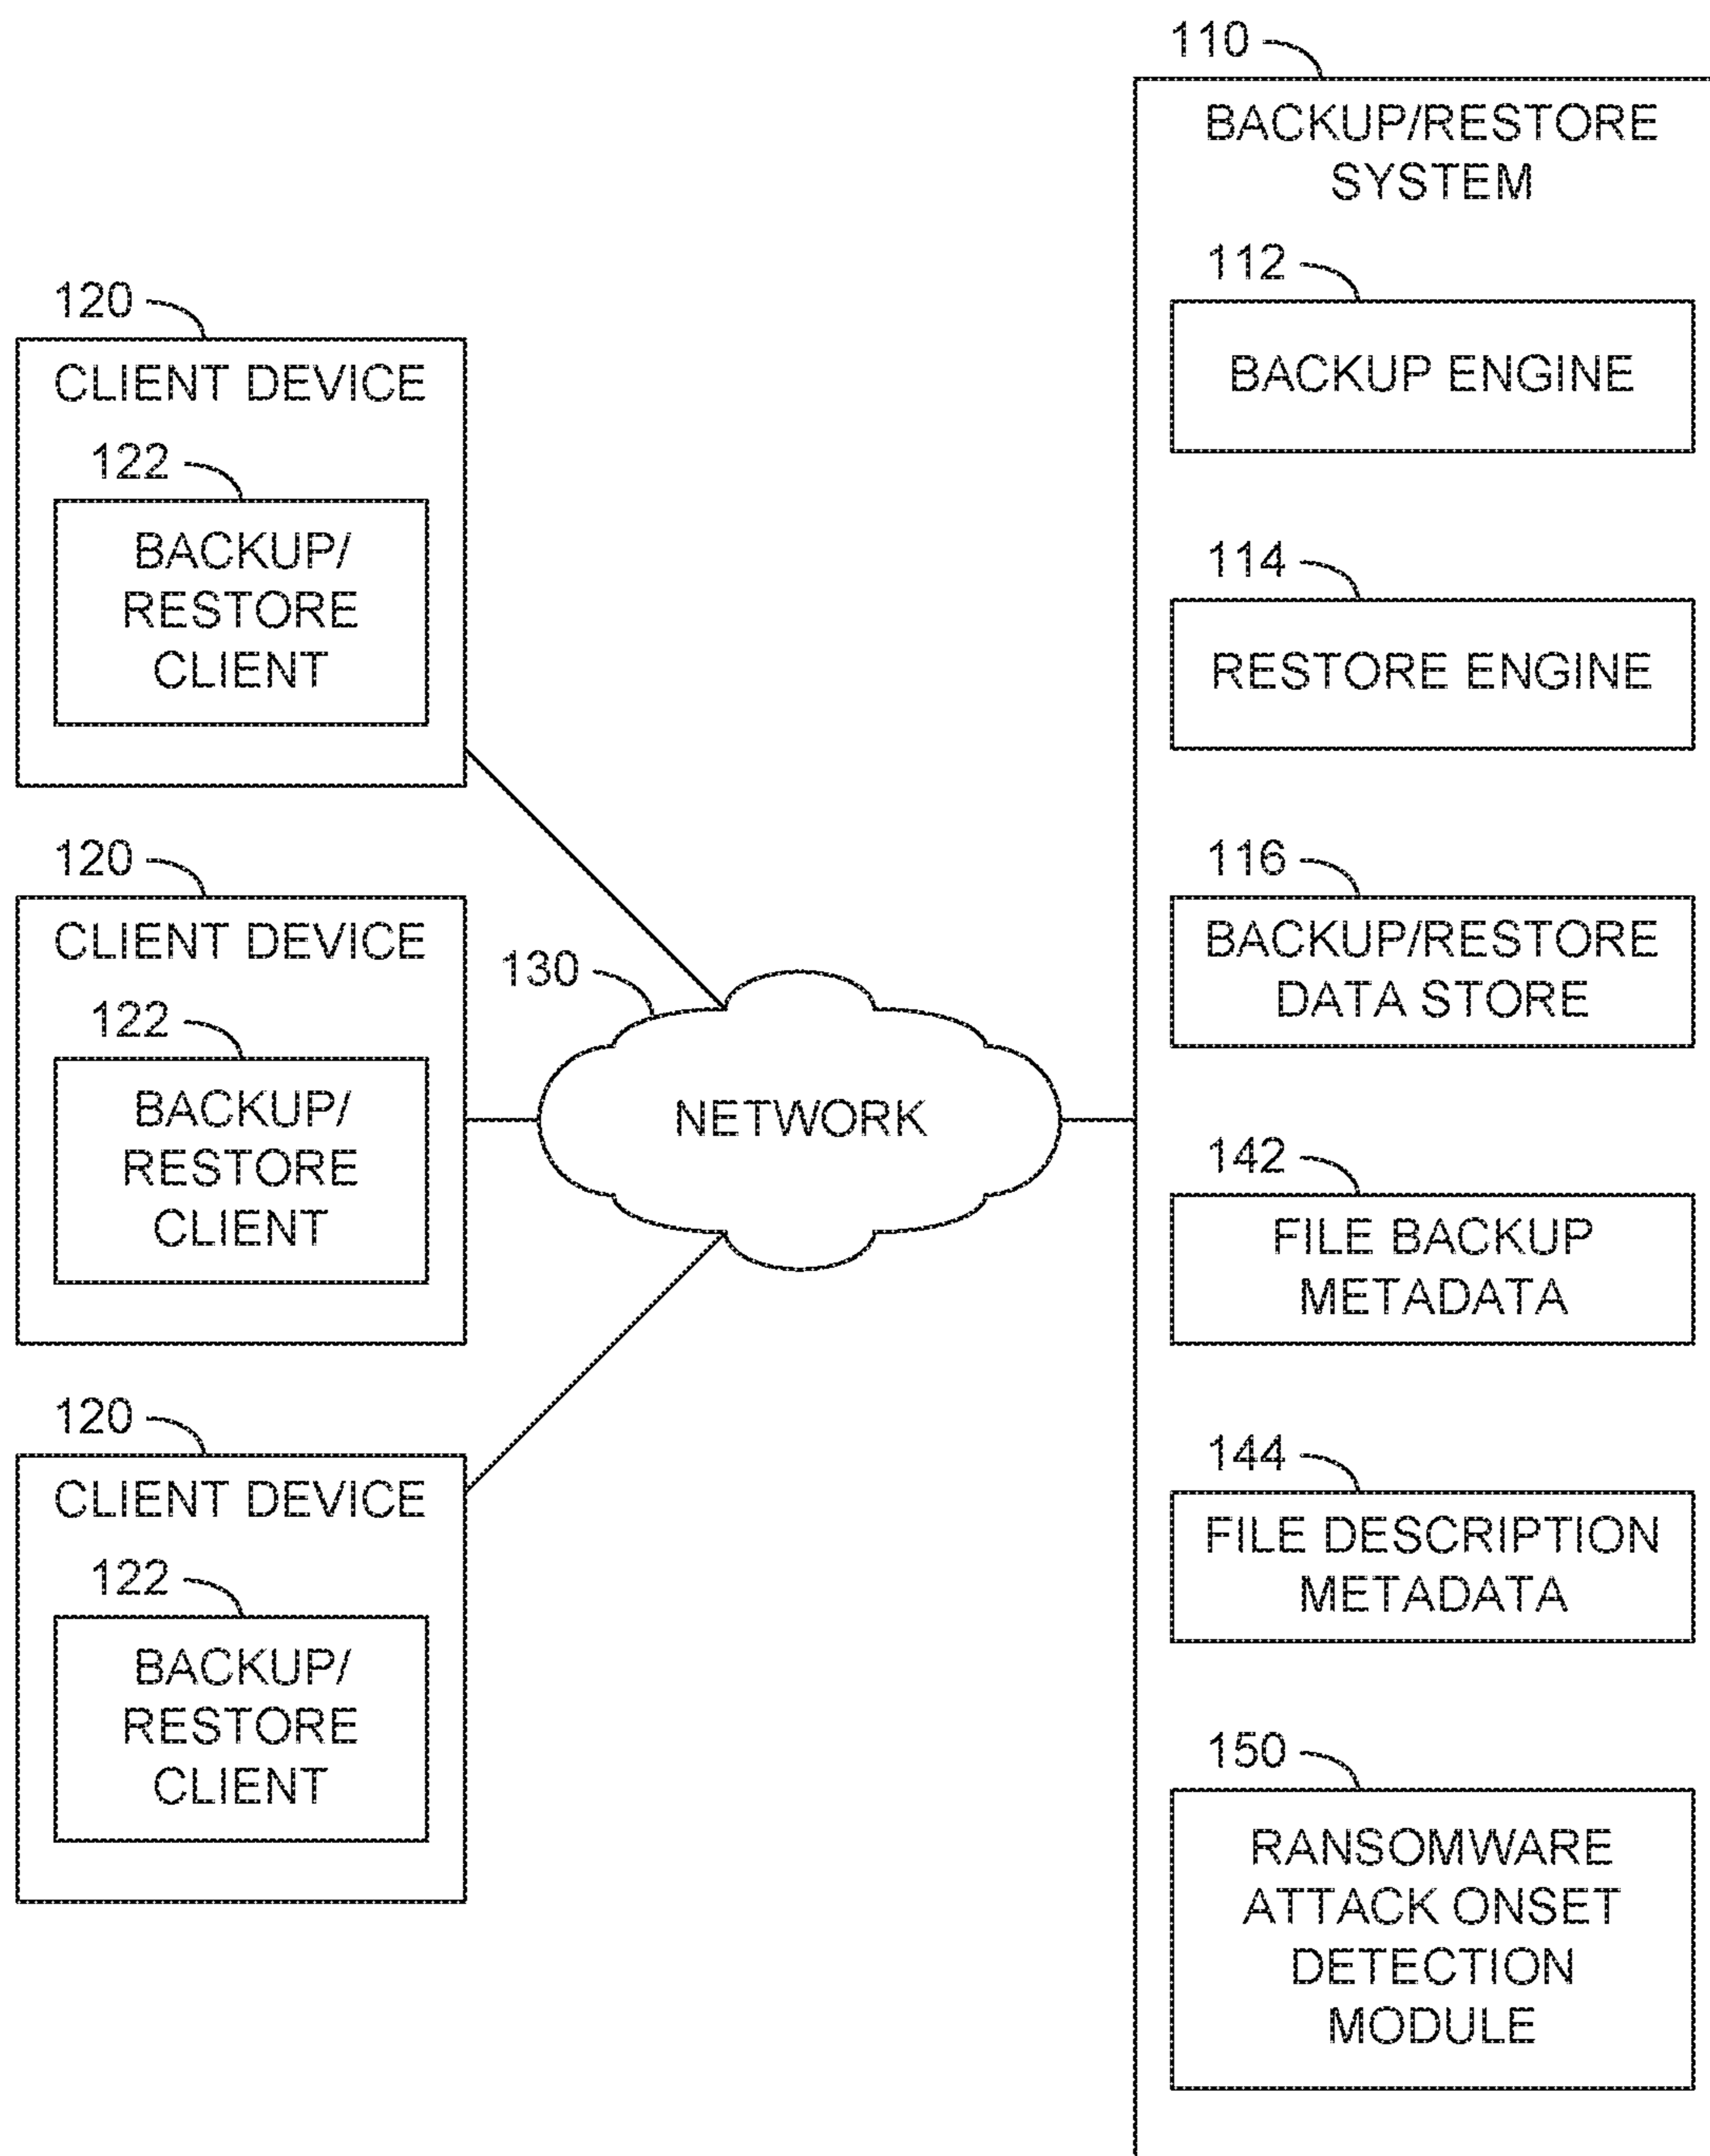 120
CLIENT DEVICE
122
BACKUP/
RESTORE
CLIENT
120
CLIENT DEVICE
122
BACKUP/
RESTORE
CLIENT
120
CLIENT DEVICE
122
BACKUP/
RESTORE
CLIENT
130
NETWORK
110
BACKUP/RESTORE
SYSTEM
112
BACKUP ENGINE
114
RESTORE ENGINE
116
BACKUP/RESTORE
DATA STORE
142
FILE BACKUP
METADATA
144
FILE DESCRIPTION
METADATA
150
RANSOMWARE
ATTACK ONSET
DETECTION
MODULE